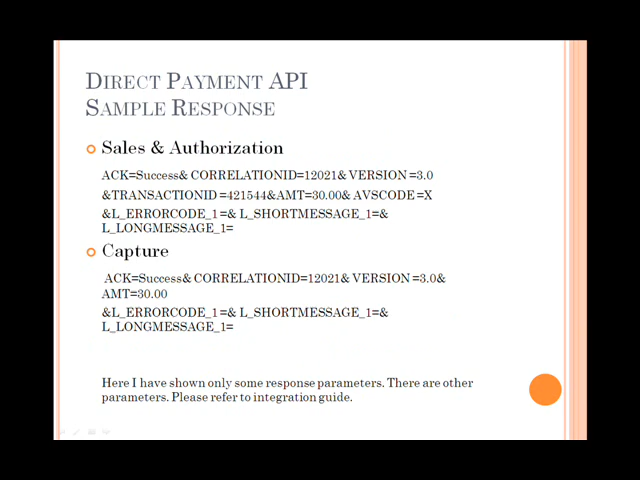 DIRECT PAYMENT API
SAMPLE RESPONSE
Sales & Authorization
ACK=Success& CORRELATIONID=12021& VERSION =3.0
&TRANSACTIONID =421544&AMT=30.00& AVSCODE=X
&L_ERRORCODE_1 =& L_SHORTMESSAGE_1=&
L_LONGMESSAGE_1=
Capture
ACK=Success& CORRELATIONID=12021& VERSION =3.0&
AMT=30.00
&L_ERRORCODE_1 =& L_SHORTMESSAGE_1=&
L_LONGMESSAGE_1=
Here I have shown only some response parameters. There are other
parameters. Please refer to integration guide.